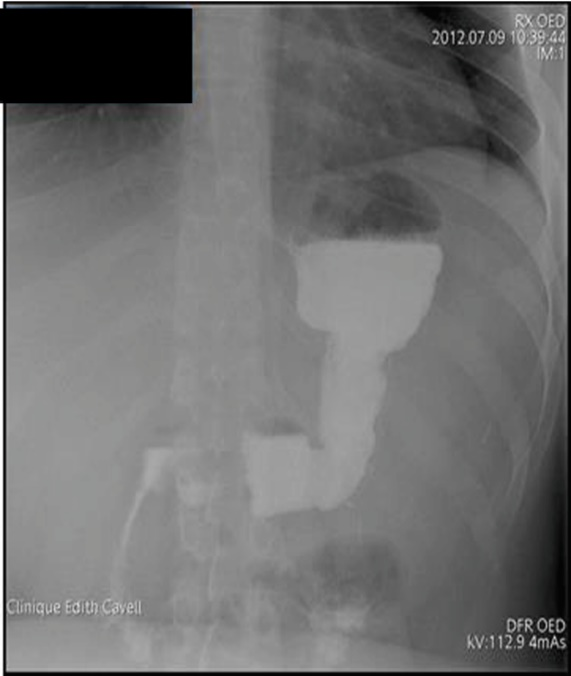 RX OED
2012.07.09 10:39:44
IM:1
Clinique Edith Cavell
DFR OED
kV:112.9 4mAs